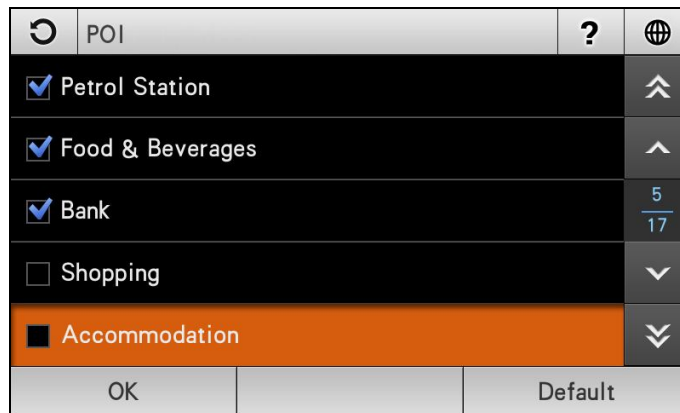 POI ?
Petrol Station
Food & Beverages
Bank
5
17
Shopping
Accommodation
OK Default